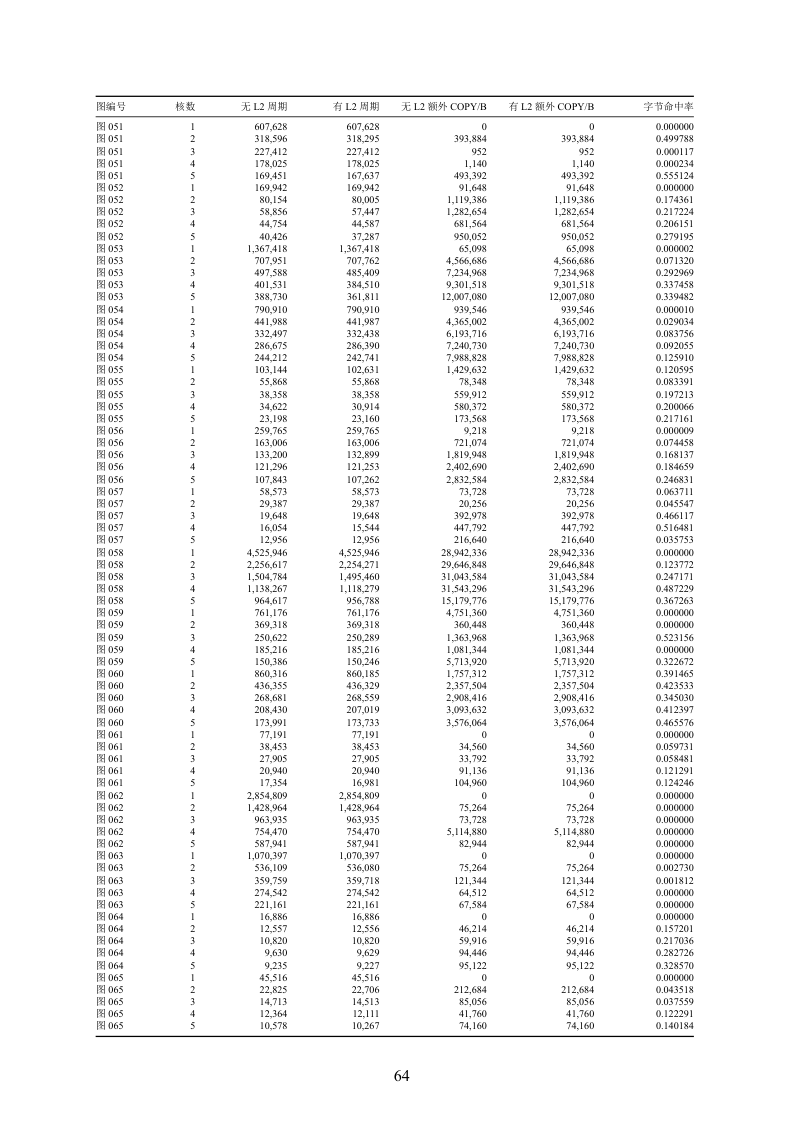 图编号 核数 无 L2 周期 有 L2 周期 无 L2 额外 COPY/B 有 L2 额外 COPY/B 字节命中率
图 051 1 607,628 607,628 0 0 0.000000
图 051 2 318,596 318,295 393,884 393,884 0.499788
图 051 3 227,412 227,412 952 952 0.000117
图 051 4 178,025 178,025 1,140 1,140 0.000234
图 051 5 169,451 167,637 493,392 493,392 0.555124
图 052 1 169,942 169,942 91,648 91,648 0.000000
图 052 2 80,154 80,005 1,119,386 1,119,386 0.174361
图 052 3 58,856 57,447 1,282,654 1,282,654 0.217224
图 052 4 44,754 44,587 681,564 681,564 0.206151
图 052 5 40,426 37,287 950,052 950,052 0.279195
图 053 1 1,367,418 1,367,418 65,098 65,098 0.000002
图 053 2 707,951 707,762 4,566,686 4,566,686 0.071320
图 053 3 497,588 485,409 7,234,968 7,234,968 0.292969
图 053 4 401,531 384,510 9,301,518 9,301,518 0.337458
图 053 5 388,730 361,811 12,007,080 12,007,080 0.339482
图 054 1 790,910 790,910 939,546 939,546 0.000010
图 054 2 441,988 441,987 4,365,002 4,365,002 0.029034
图 054 3 332,497 332,438 6,193,716 6,193,716 0.083756
图 054 4 286,675 286,390 7,240,730 7,240,730 0.092055
图 054 5 244,212 242,741 7,988,828 7,988,828 0.125910
图 055 1 103,144 102,631 1,429,632 1,429,632 0.120595
图 055 2 55,868 55,868 78,348 78,348 0.083391
图 055 3 38,358 38,358 559,912 559,912 0.197213
图 055 4 34,622 30,914 580,372 580,372 0.200066
图 055 5 23,198 23,160 173,568 173,568 0.217161
图 056 1 259,765 259,765 9,218 9,218 0.000009
图 056 2 163,006 163,006 721,074 721,074 0.074458
图 056 3 133,200 132,899 1,819,948 1,819,948 0.168137
图 056 4 121,296 121,253 2,402,690 2,402,690 0.184659
图 056 5 107,843 107,262 2,832,584 2,832,584 0.246831
图 057 1 58,573 58,573 73,728 73,728 0.063711
图 057 2 29,387 29,387 20,256 20,256 0.045547
图 057 3 19,648 19,648 392,978 392,978 0.466117
图 057 4 16,054 15,544 447,792 447,792 0.516481
图 057 5 12,956 12,956 216,640 216,640 0.035753
图 058 1 4,525,946 4,525,946 28,942,336 28,942,336 0.000000
图 058 2 2,256,617 2,254,271 29,646,848 29,646,848 0.123772
图 058 3 1,504,784 1,495,460 31,043,584 31,043,584 0.247171
图 058 4 1,138,267 1,118,279 31,543,296 31,543,296 0.487229
图 058 5 964,617 956,788 15,179,776 15,179,776 0.367263
图 059 1 761,176 761,176 4,751,360 4,751,360 0.000000
图 059 2 369,318 369,318 360,448 360,448 0.000000
图 059 3 250,622 250,289 1,363,968 1,363,968 0.523156
图 059 4 185,216 185,216 1,081,344 1,081,344 0.000000
图 059 5 150,386 150,246 5,713,920 5,713,920 0.322672
图 060 1 860,316 860,185 1,757,312 1,757,312 0.391465
图 060 2 436,355 436,329 2,357,504 2,357,504 0.423533
图 060 3 268,681 268,559 2,908,416 2,908,416 0.345030
图 060 4 208,430 207,019 3,093,632 3,093,632 0.412397
图 060 5 173,991 173,733 3,576,064 3,576,064 0.465576
图 061 1 77,191 77,191 0 0 0.000000
图 061 2 38,453 38,453 34,560 34,560 0.059731
图 061 3 27,905 27,905 33,792 33,792 0.058481
图 061 4 20,940 20,940 91,136 91,136 0.121291
图 061 5 17,354 16,981 104,960 104,960 0.124246
图 062 1 2,854,809 2,854,809 0 0 0.000000
图 062 2 1,428,964 1,428,964 75,264 75,264 0.000000
图 062 3 963,935 963,935 73,728 73,728 0.000000
图 062 4 754,470 754,470 5,114,880 5,114,880 0.000000
图 062 5 587,941 587,941 82,944 82,944 0.000000
图 063 1 1,070,397 1,070,397 0 0 0.000000
图 063 2 536,109 536,080 75,264 75,264 0.002730
图 063 3 359,759 359,718 121,344 121,344 0.001812
图 063 4 274,542 274,542 64,512 64,512 0.000000
图 063 5 221,161 221,161 67,584 67,584 0.000000
图 064 1 16,886 16,886 0 0 0.000000
图 064 2 12,557 12,556 46,214 46,214 0.157201
图 064 3 10,820 10,820 59,916 59,916 0.217036
图 064 4 9,630 9,629 94,446 94,446 0.282726
图 064 5 9,235 9,227 95,122 95,122 0.328570
图 065 1 45,516 45,516 0 0 0.000000
图 065 2 22,825 22,706 212,684 212,684 0.043518
图 065 3 14,713 14,513 85,056 85,056 0.037559
图 065 4 12,364 12,111 41,760 41,760 0.122291
图 065 5 10,578 10,267 74,160 74,160 0.140184
64